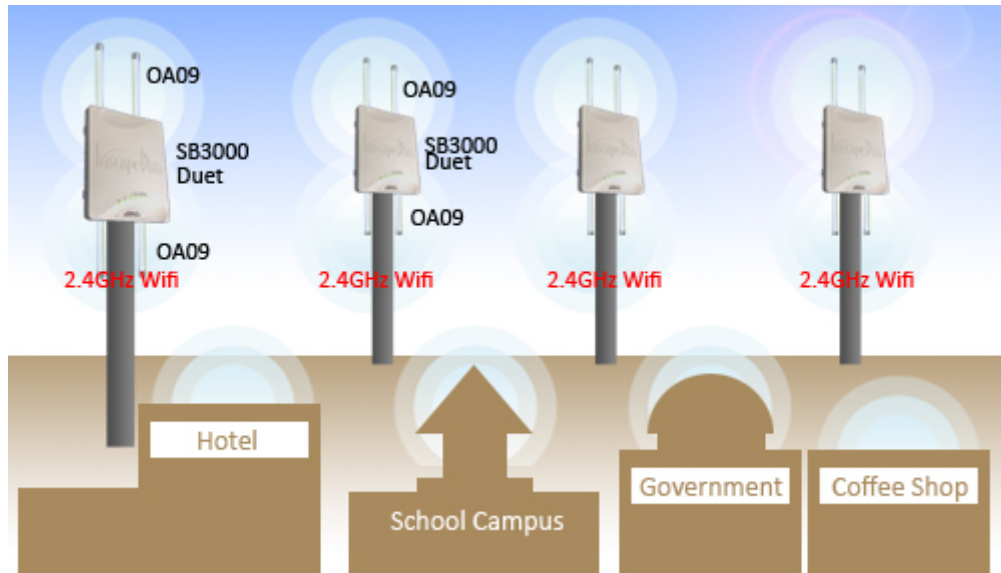 OA09
SB3000
Duet
OA09
2.4GHz Wifi
OA09
SB3000
Duet
OA09
2.4GHz Wifi
2.4GHz Wifi
2.4GHz Wifi
Hotel
School Campus
Government
Coffee Shop